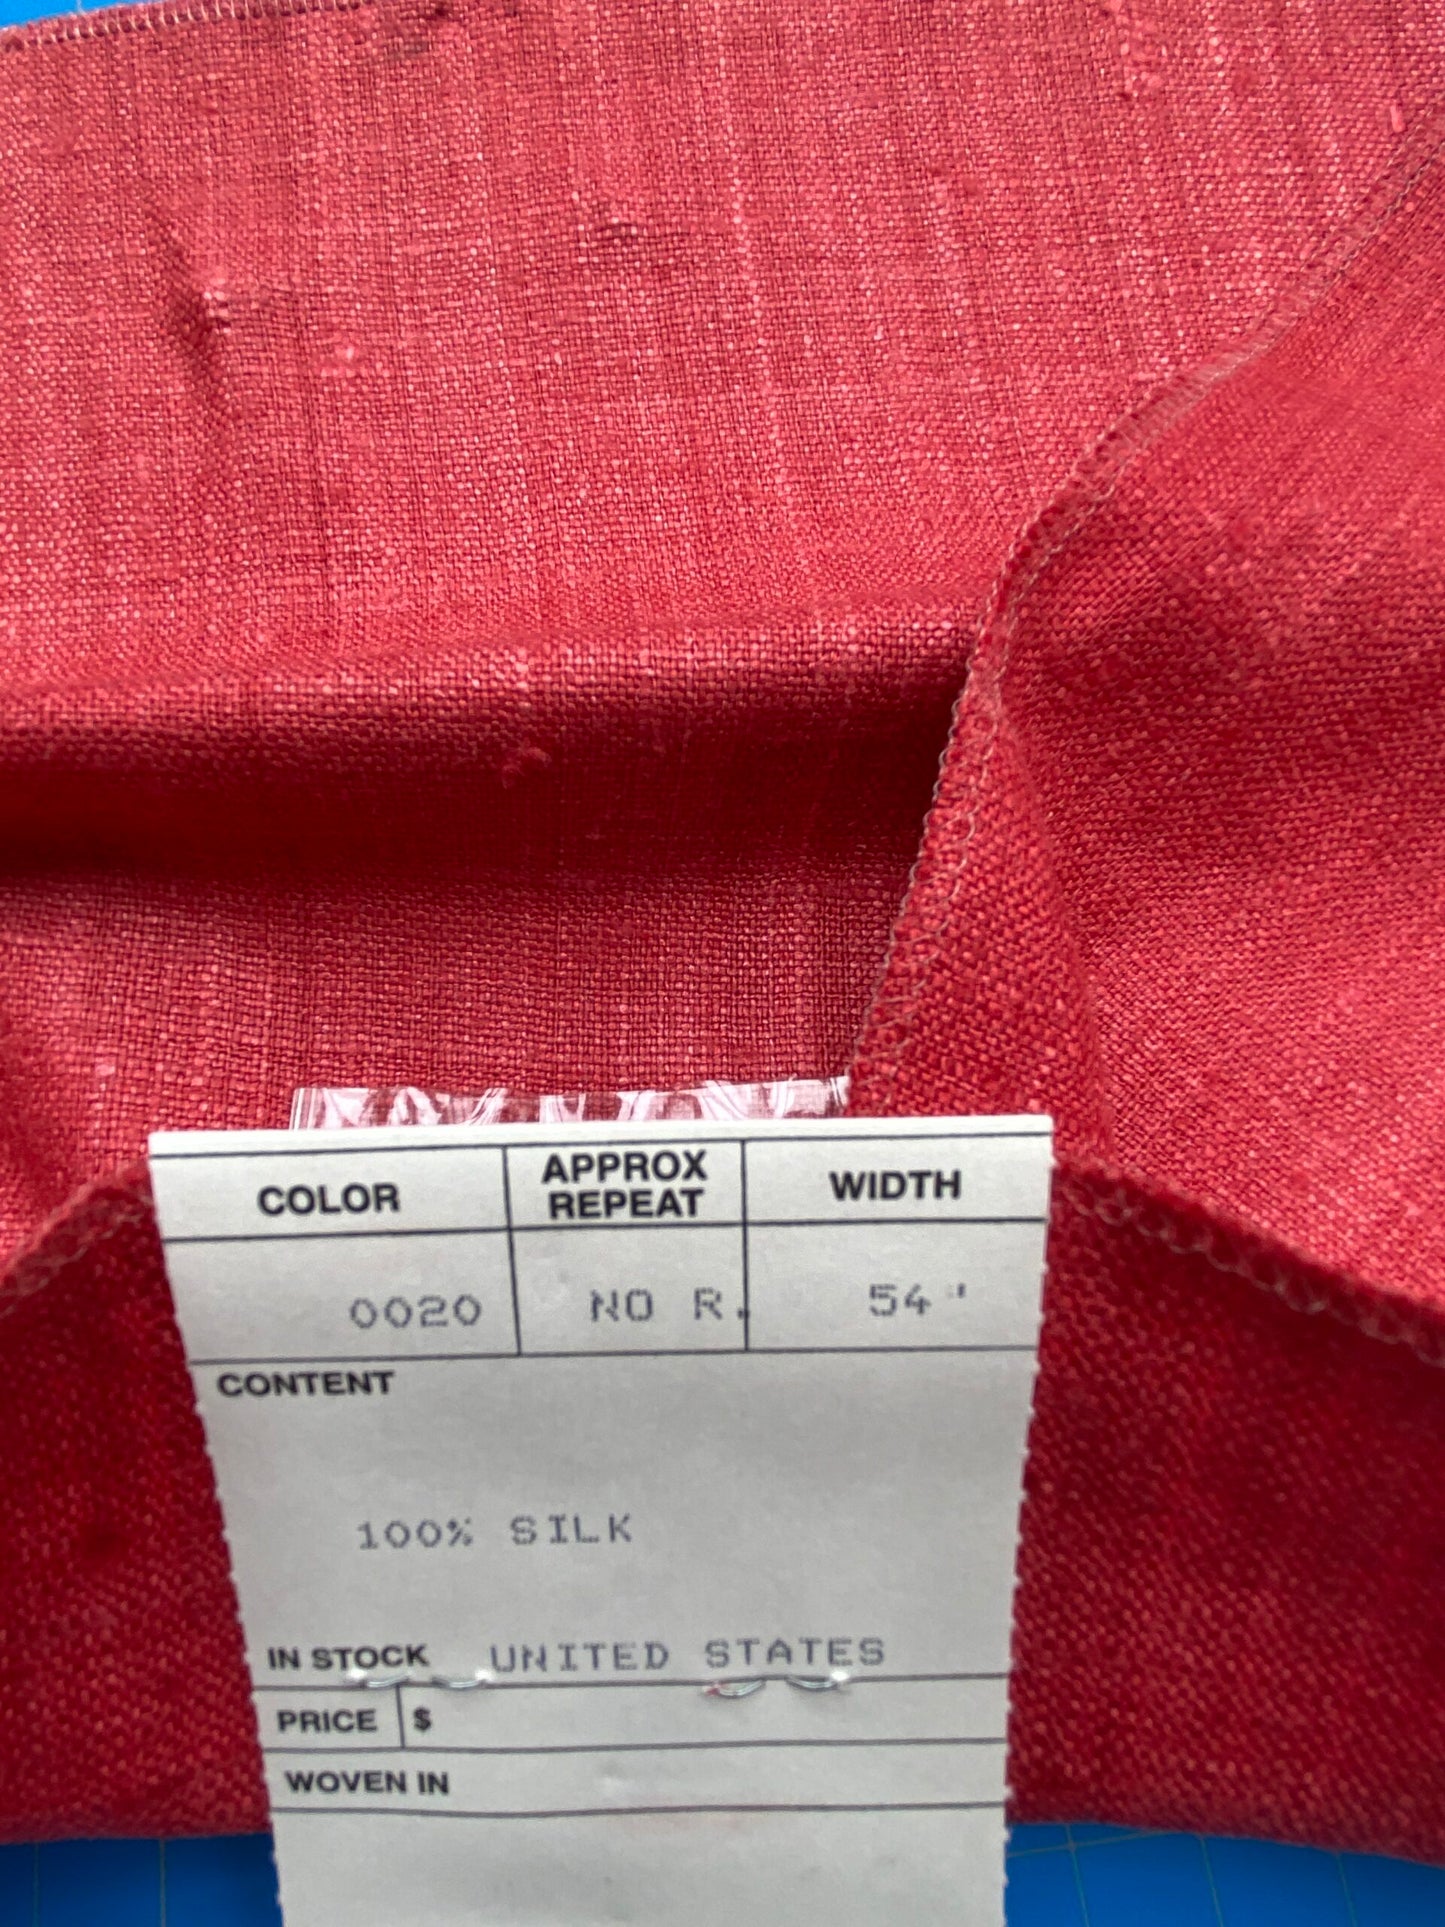 COLOR APPROX REPEAT WIDTH
0020 NO R. 54"
CONTENT
100% SILK
IN STOCK UNITED STATES
PRICE $
WOVEN IN